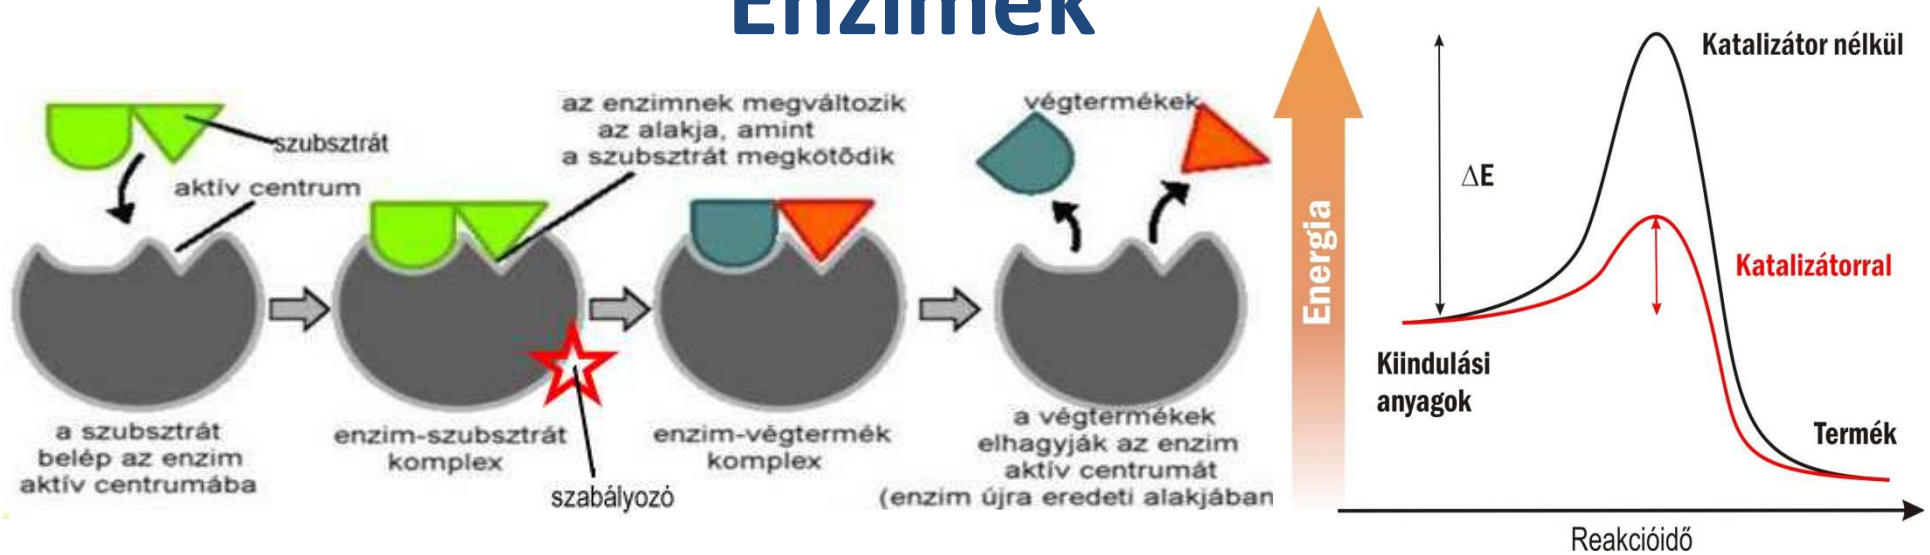 Enzimek
szubsztrát
aktív centrum
az enzimnek megváltozik
az alakja, amint
a szubsztrát megkötõdik
végtermékek
a szubsztrát
belép az enzim
aktív centrumába
enzim-szubsztrát
komplex
szabályozó
enzim-végtermék
komplex
a végtermékek
elhagyják az enzim
aktív centrumát
(enzim újra eredeti alakjában
Energia
ΔE
Katalizátor nélkül
Katalizátorral
Kiindulási
anyagok
Termék
Reakcióidő